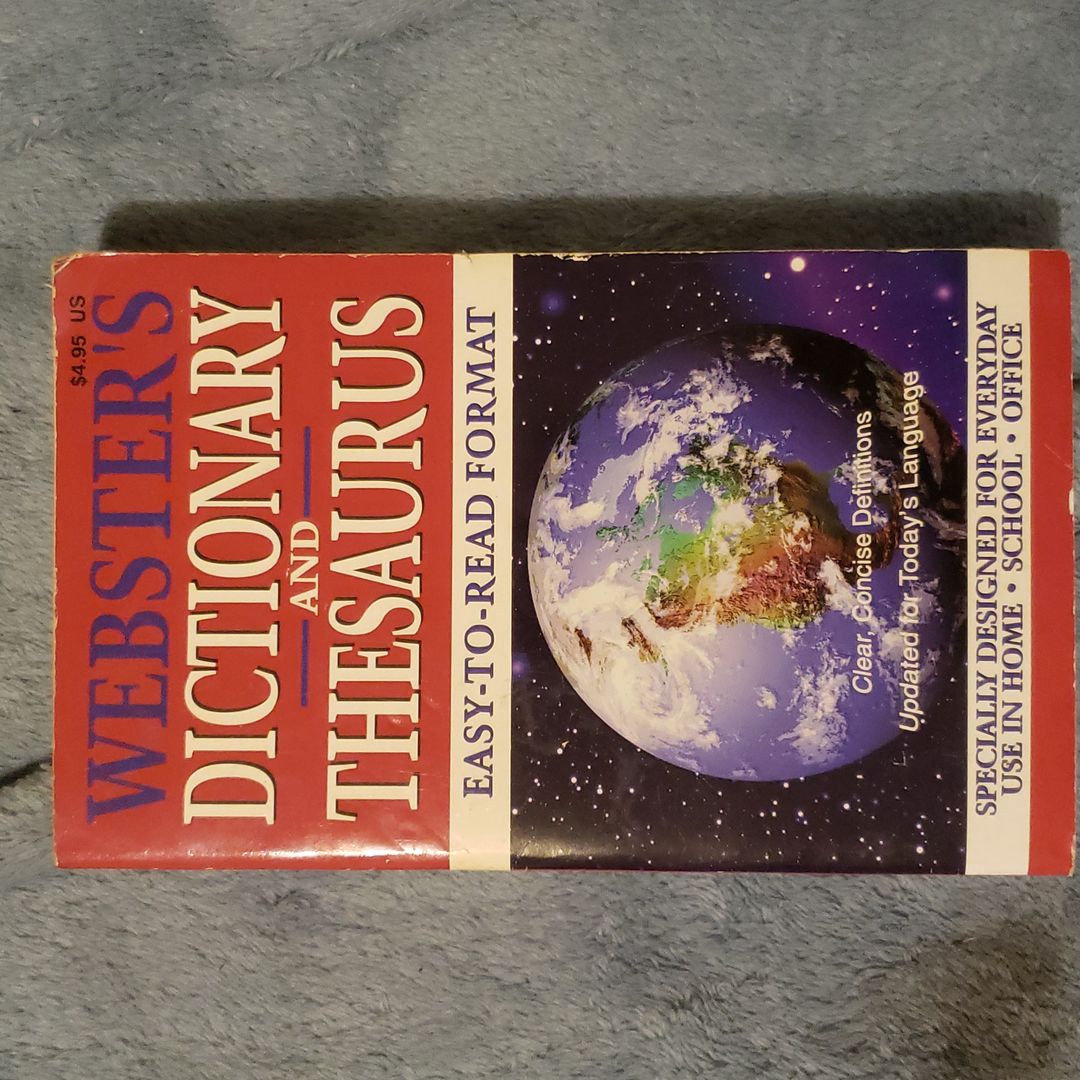 $4.95 US
WEBSTER'S
DICTIONARY
AND
THESAURUS
EASY-TO-READ FORMAT
Clear, Concise Definitions
Updated for Today's Language
SPECIALLY DESIGNED FOR EVERYDAY
USE IN HOME • SCHOOL • OFFICE